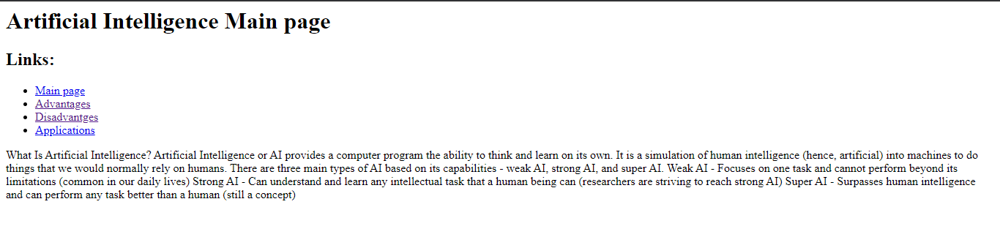 Artificial Intelligence Main page
Links:
Main page
Advantages
Disadvantges
Applications
What Is Artificial Intelligence? Artificial Intelligence or AI provides a computer program the ability to think and learn on its own. It is a simulation of human intelligence (hence, artificial) into machines to do
things that we would normally rely on humans. There are three main types of AI based on its capabilities - weak AI, strong AI, and super AI. Weak AI - Focuses on one task and cannot perform beyond its
limitations (common in our daily lives) Strong AI - Can understand and learn any intellectual task that a human being can (researchers are striving to reach strong AI) Super AI - Surpasses human intelligence
and can perform any task better than a human (still a concept)